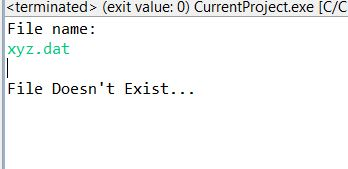 <terminated> (exit value: 0) CurrentProject.exe [C/C
File name:
xyz.dat
File Doesn't Exist...